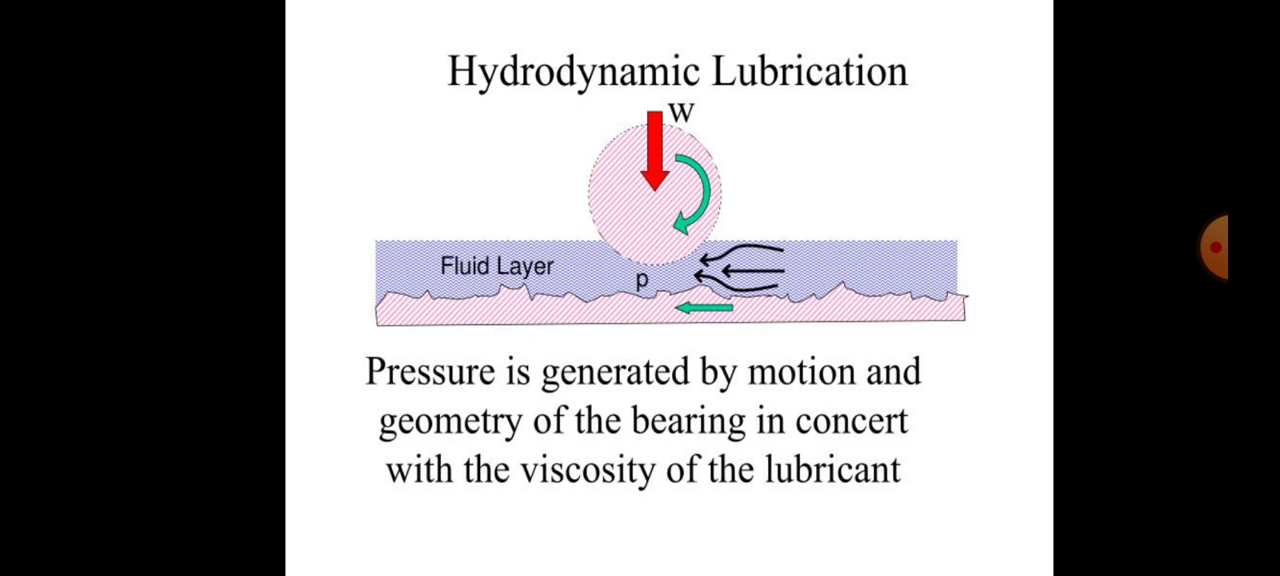 Hydrodynamic Lubrication
W
Fluid Layer
p
Pressure is generated by motion and
geometry of the bearing in concert
with the viscosity of the lubricant